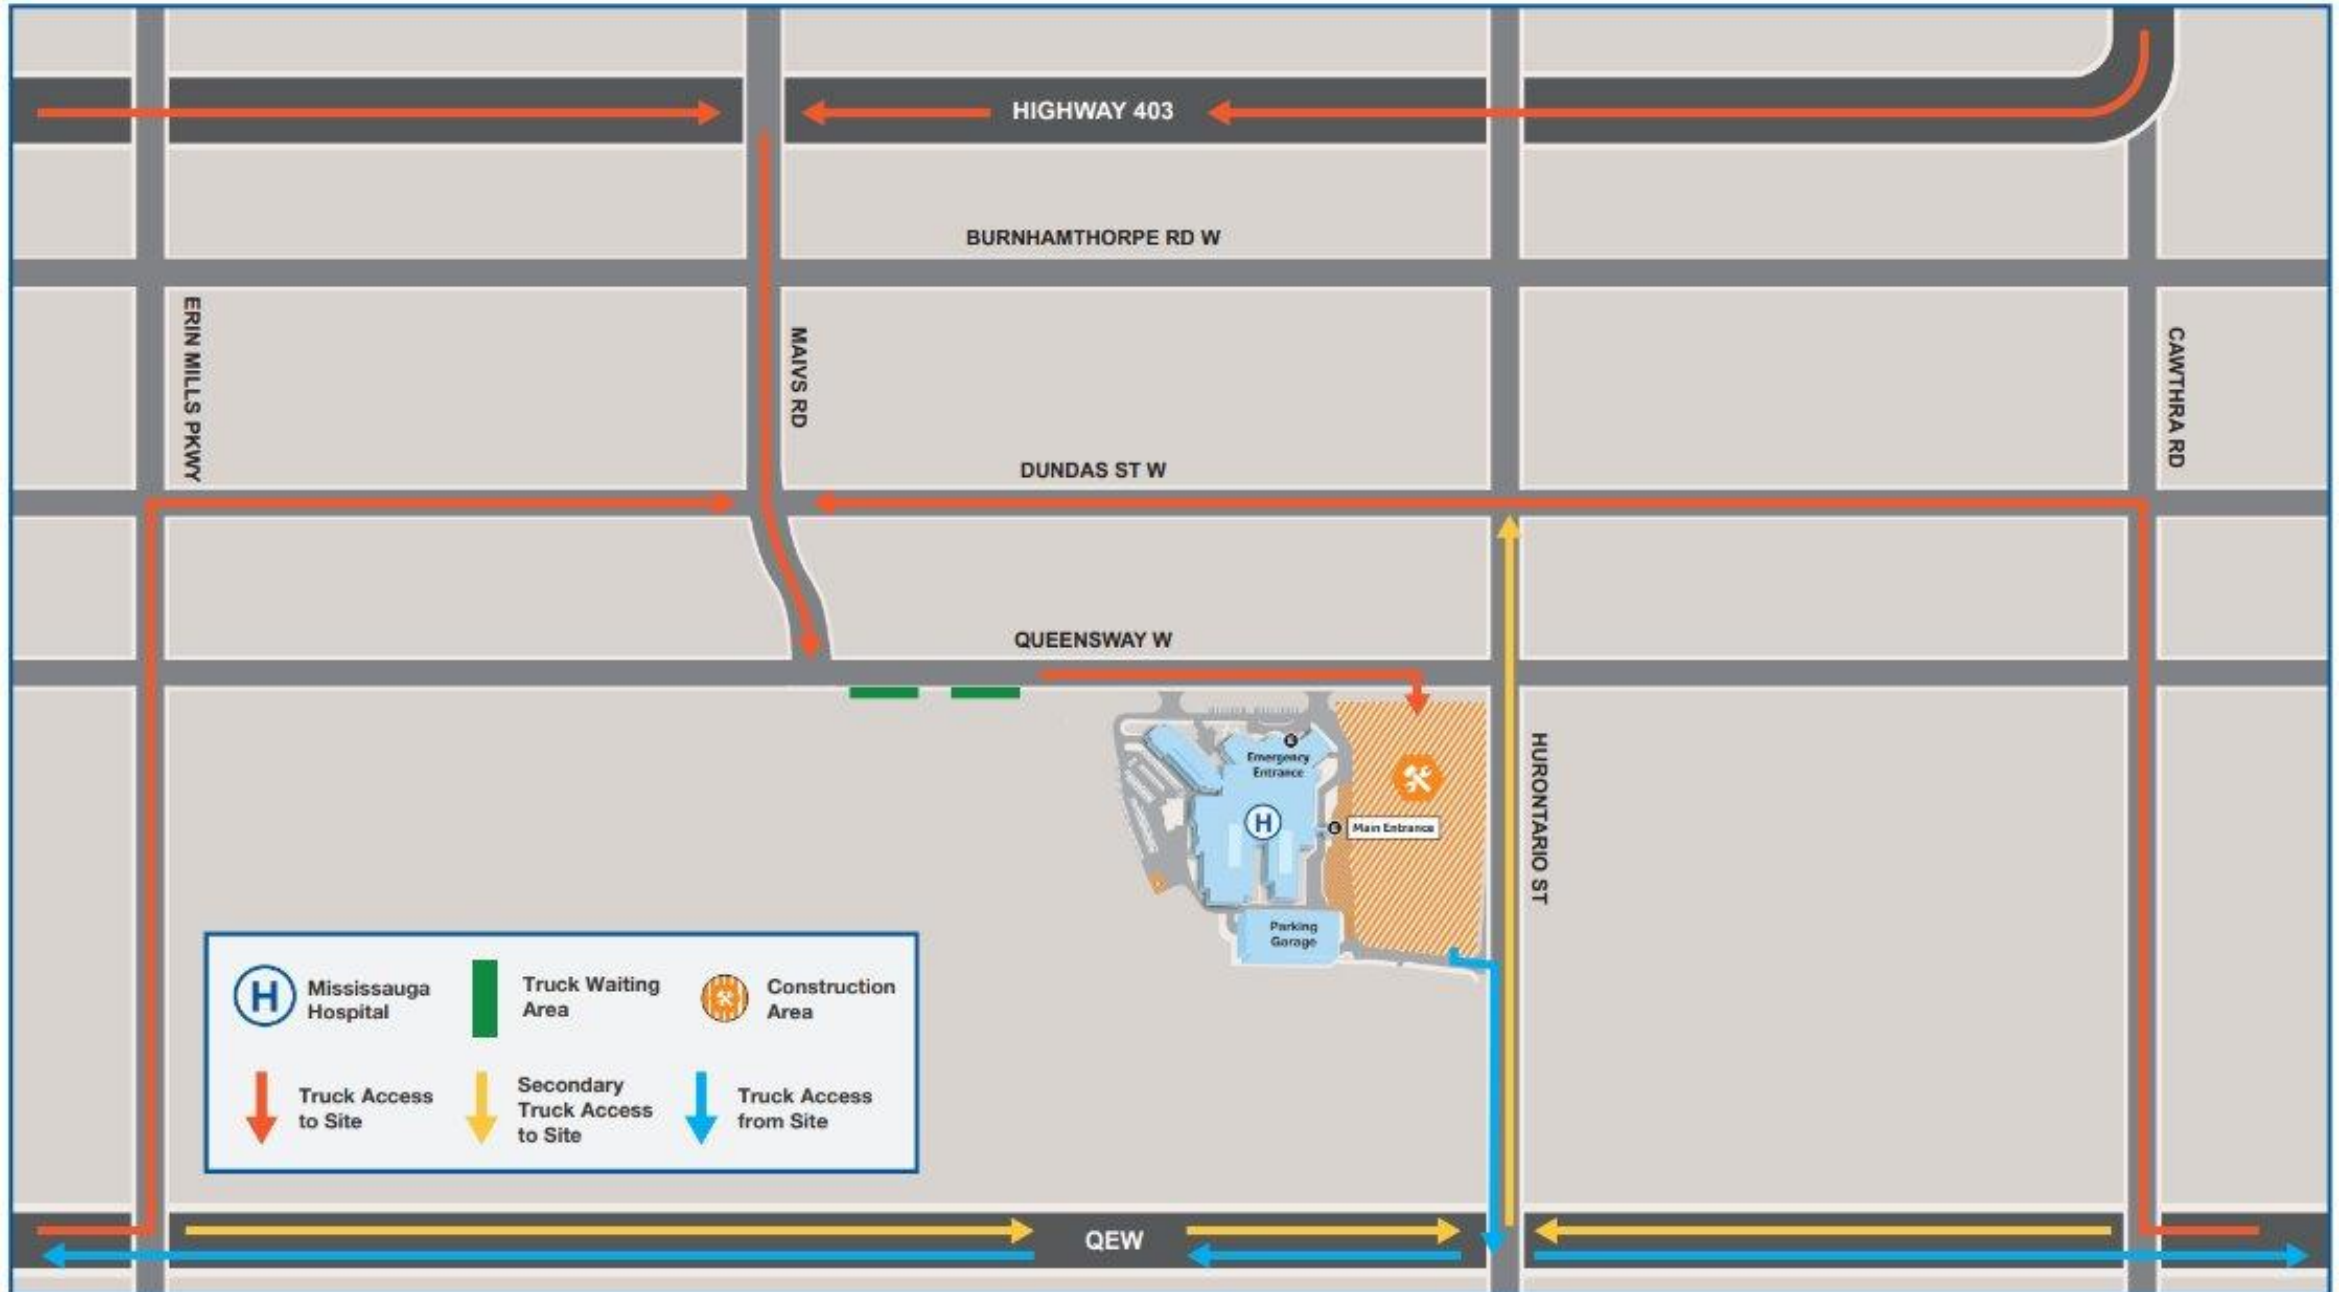 HIGHWAY 403
BURNHAMTHORPE RD W
ERIN MILLS PKWY
MAIVS RD
CAWTHRA RD
DUNDAS ST W
QUEENSWAY W
HURONTARIO ST
Emergency
Entrance
H
Main Entrance
Parking
Garage
H
Mississauga
Hospital
Truck Waiting
Area
Construction
Area
Truck Access
to Site
Secondary
Truck Access
to Site
Truck Access
from Site
QEW